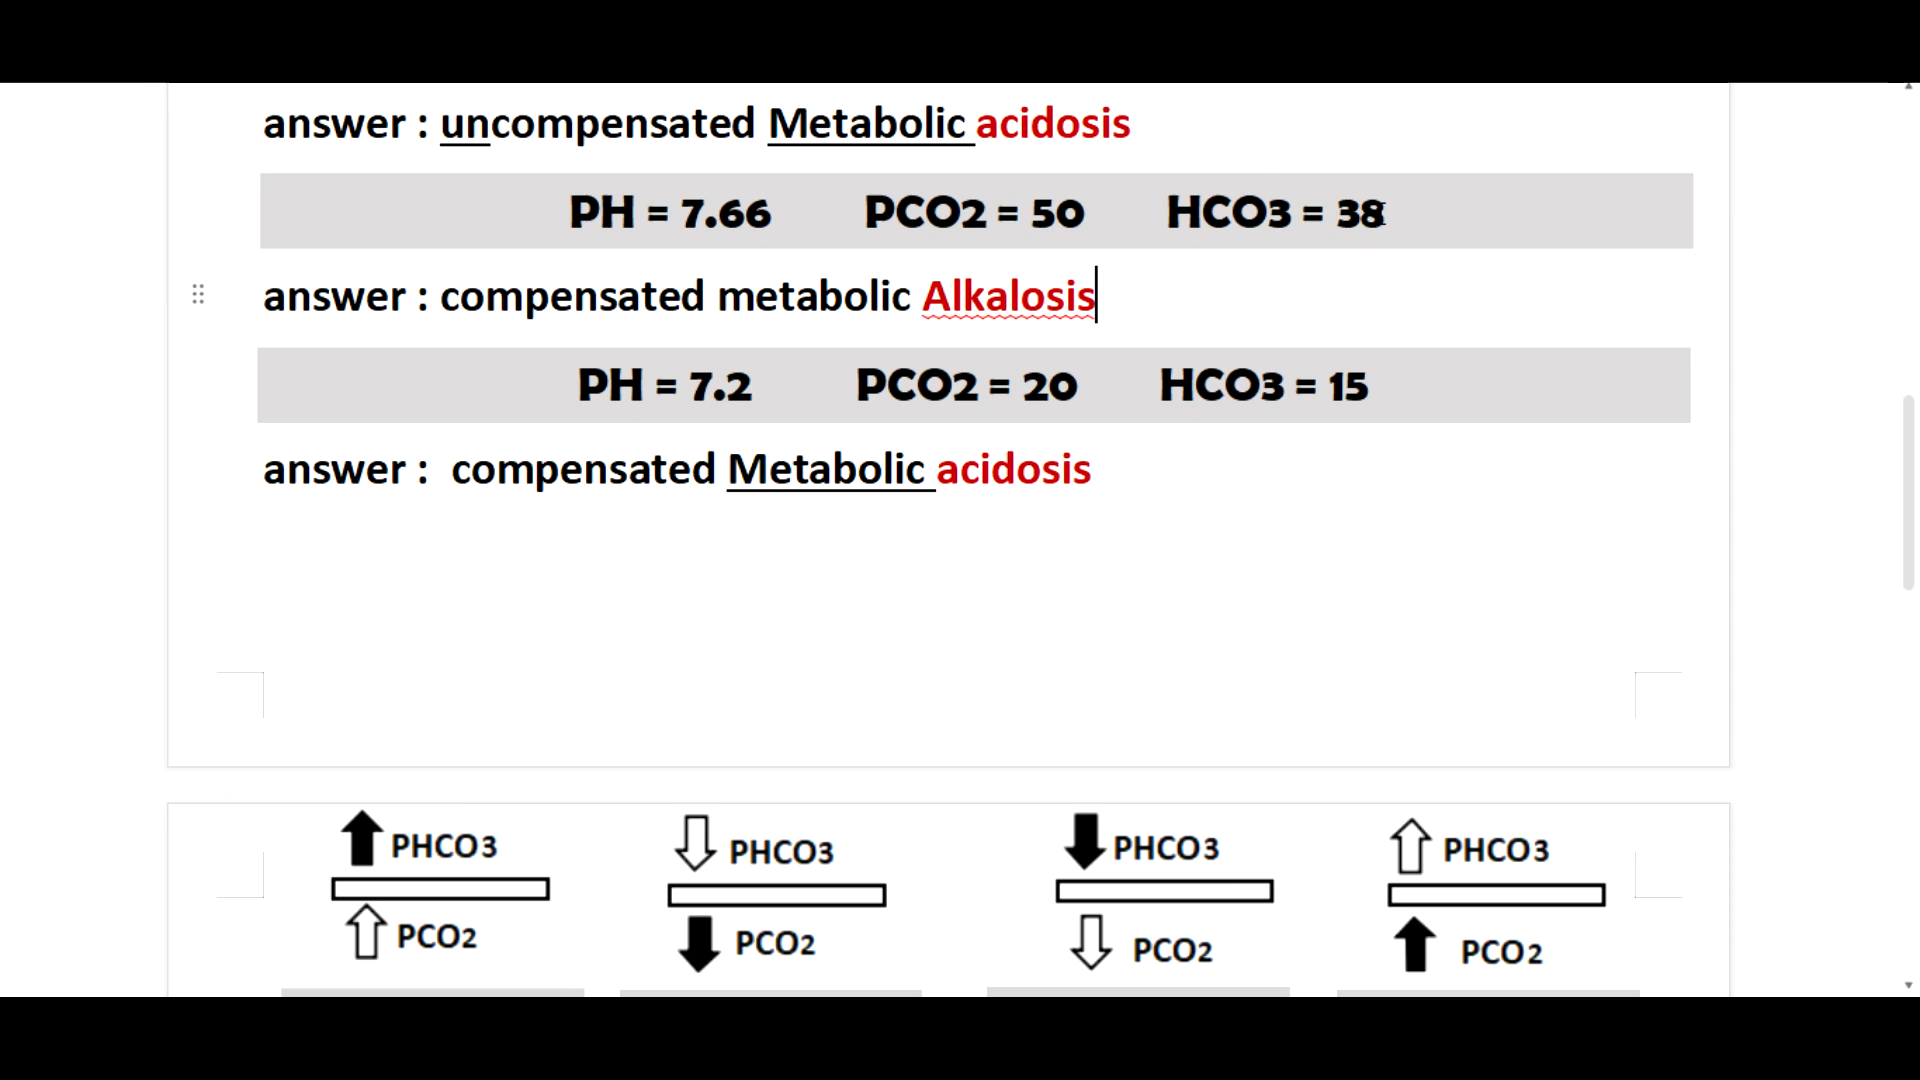 answer : uncompensated Metabolic acidosis
PH = 7.66 PCO2 = 50 HCO3 = 38
answer : compensated metabolic Alkalosis
PH = 7.2 PCO2 = 20 HCO3 = 15
answer : compensated Metabolic acidosis
PHCO3 PHCO3 PHCO3 PHCO3
PCO2 PCO2 PCO2 PCO2